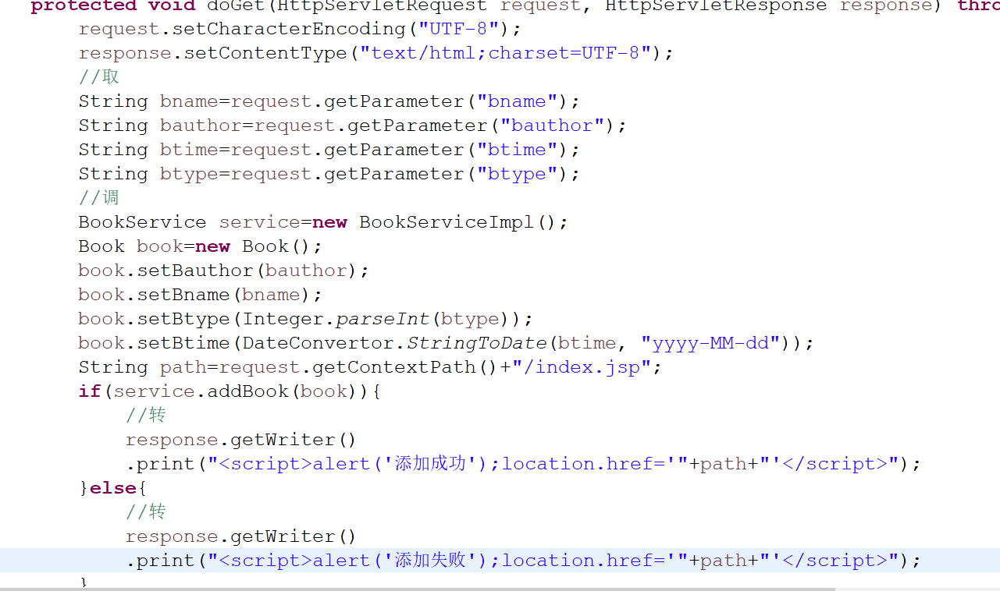 protected void doGet(HttpServletRequest request, HttpServletResponse response) thro
request.setCharacterEncoding("UTF-8");
response.setContentType("text/html;charset=UTF-8");
//取
String bname=request.getParameter("bname");
String bauthor=request.getParameter("bauthor");
String btime=request.getParameter("btime");
String btype=request.getParameter("btype");
//调
BookService service=new BookServiceImpl();
Book book=new Book();
book.setBauthor(bauthor);
book.setBname(bname);
book.setBtype(Integer.parseInt(btype));
book.setBtime(DateConvertor.StringToDate(btime, "yyyy-MM-dd"));
String path=request.getContextPath()+"/index.jsp";
if(service.addBook(book)){
//转
response.getWriter()
.print("<script>alert('添加成功');location.href='"+path+"'</script>");
}else{
//转
response.getWriter()
.print("<script>alert('添加失败');location.href='"+path+"'</script>");
}